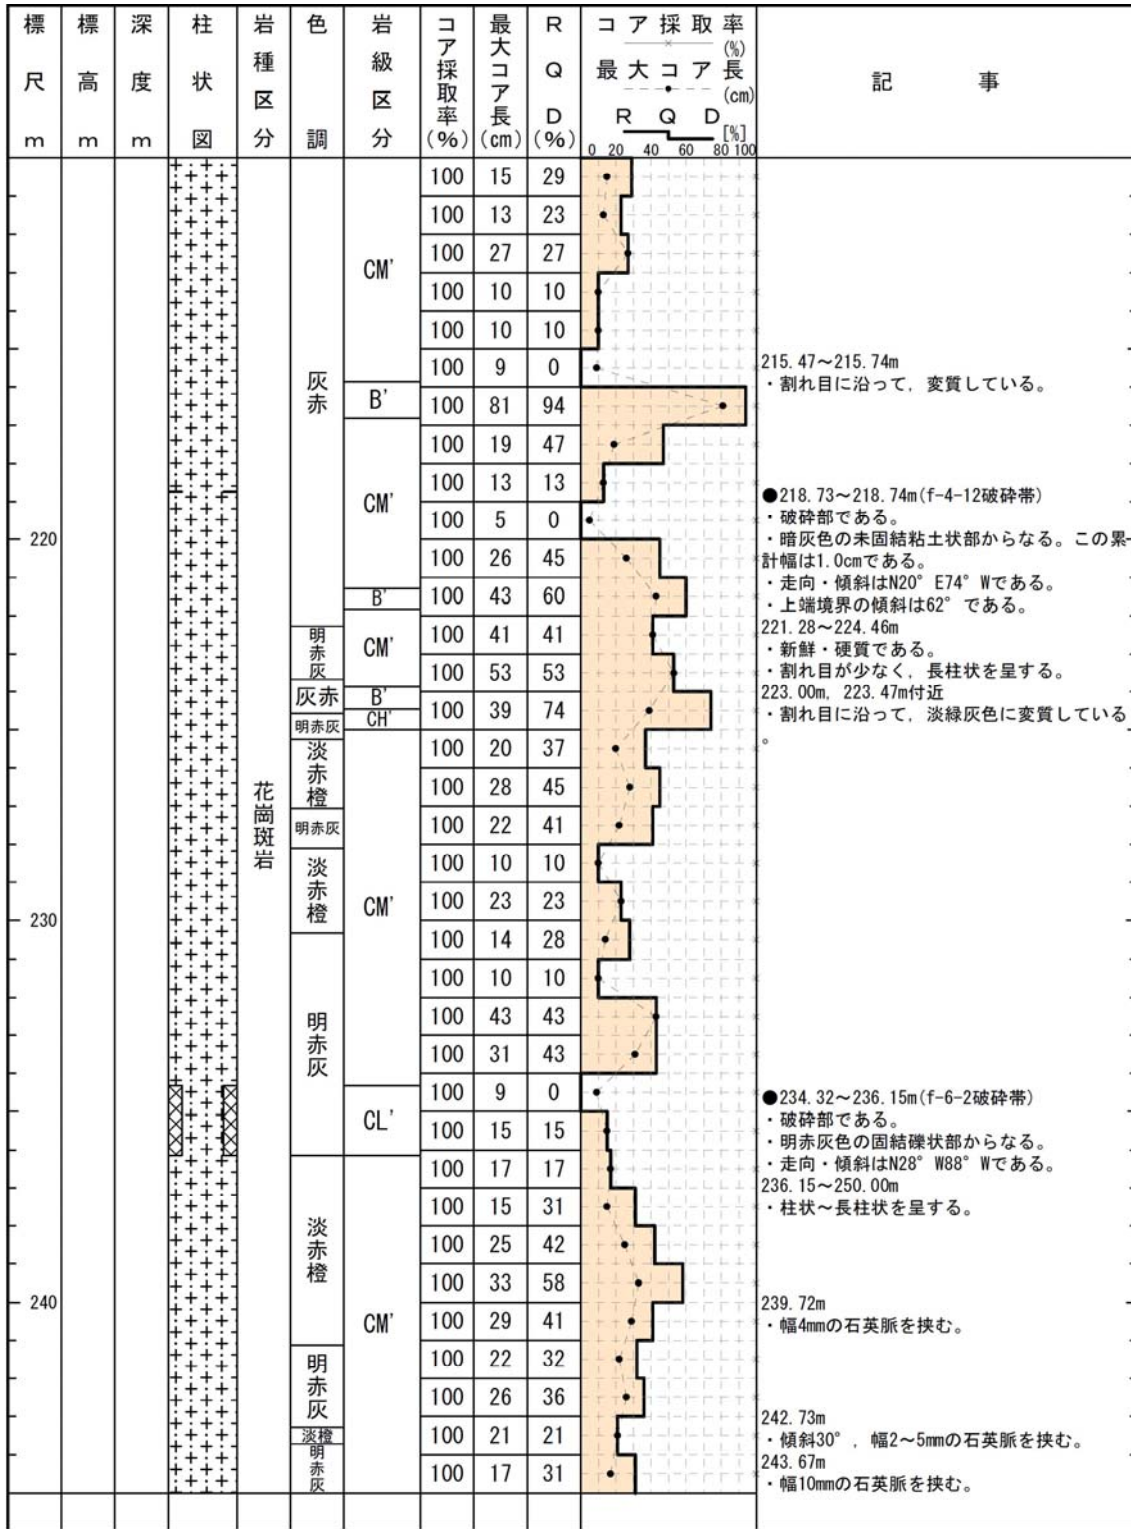 標尺 m
標高 m
深度 m
柱状図
岩種区分
色調
岩級区分
コア採取率(%)
最大コア長(cm)
RQD(%)
コア採取率(%)
最大コア長(cm)
RQD[%]
0 20 40 60 80 100
記事
100 15 29
100 13 23
100 27 27
CM'
100 10 10
100 10 10
灰赤
100 9 0
215.47～215.74m
・割れ目に沿って，変質している。
B'
100 81 94
100 19 47
100 13 13
CM'
●218.73～218.74m(f-4-12破砕帯)
・破砕部である。
・暗灰色の未固結粘土状部からなる。この累
計幅は1.0cmである。
・走向・傾斜はN20°E74°Wである。
・上端境界の傾斜は62°である。
100 5 0
220
100 26 45
B'
100 43 60
221.28～224.46m
・新鮮・硬質である。
・割れ目が少なく，長柱状を呈する。
明赤灰
CM'
100 41 41
100 53 53
223.00m, 223.47m付近
・割れ目に沿って，淡緑灰色に変質している
。
灰赤
B'
100 39 74
明赤灰
CH'
淡赤橙
100 20 37
100 28 45
花崗斑岩
明赤灰
100 22 41
淡赤橙
100 10 10
CM'
100 23 23
230
100 14 28
明赤灰
100 10 10
100 43 43
100 31 43
100 9 0
CL'
●234.32～236.15m(f-6-2破砕帯)
・破砕部である。
・明赤灰色の固結礫状部からなる。
・走向・傾斜はN28°W88°Wである。
100 15 15
100 17 17
236.15～250.00m
・柱状～長柱状を呈する。
100 15 31
淡赤橙
100 25 42
100 33 58
240
239.72m
・幅4mmの石英脈を挟む。
CM'
100 29 41
100 22 32
明赤灰
100 26 36
242.73m
・傾斜30°，幅2～5mmの石英脈を挟む。
淡橙
100 21 21
243.67m
・幅10mmの石英脈を挟む。
明赤灰
100 17 31